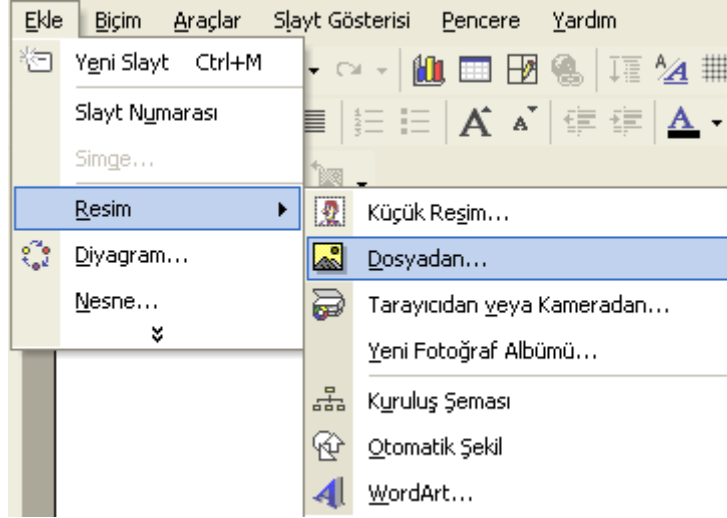 Ekle Biçim Araçlar Slayt Gösterisi Pencere Yardım
Yeni Slayt Ctrl+M
Slayt Numarası
Simge...
Resim
Diyagram...
Nesne...
Küçük Resim...
Dosyadan...
Tarayıcıdan veya Kameradan...
Yeni Fotoğraf Albümü...
Kuruluş Şeması
Otomatik Şekil
WordArt...